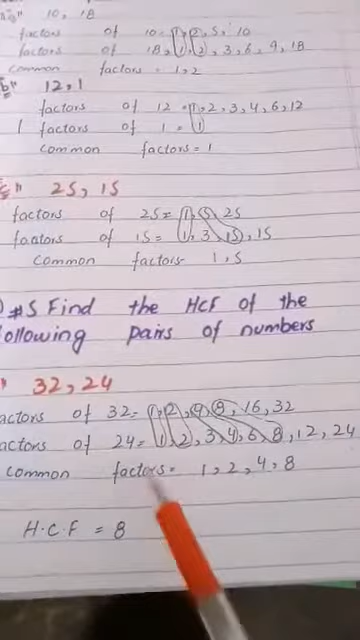 "a" 10, 18
factors of 10 = 1, 2, 5, 10
factors of 18, 1, 2, 3, 6, 9, 18
common factors = 1, 2
b" 12, 1
factors of 12 = 1, 2, 3, 4, 6, 12
factors of 1 = 1
common factors = 1
c" 25, 15
factors of 25 = 1, 5, 25
factors of 15 = 1, 3, 15, 15
common factors 1, 5
#5 Find the HCF of the
following pairs of numbers
" 32, 24
actors of 32 = 1, 2, 4, 8, 16, 32
actors of 24 = 1, 2, 3, 4, 6, 8, 12, 24
common factors = 1, 2, 4, 8
H.C.F = 8